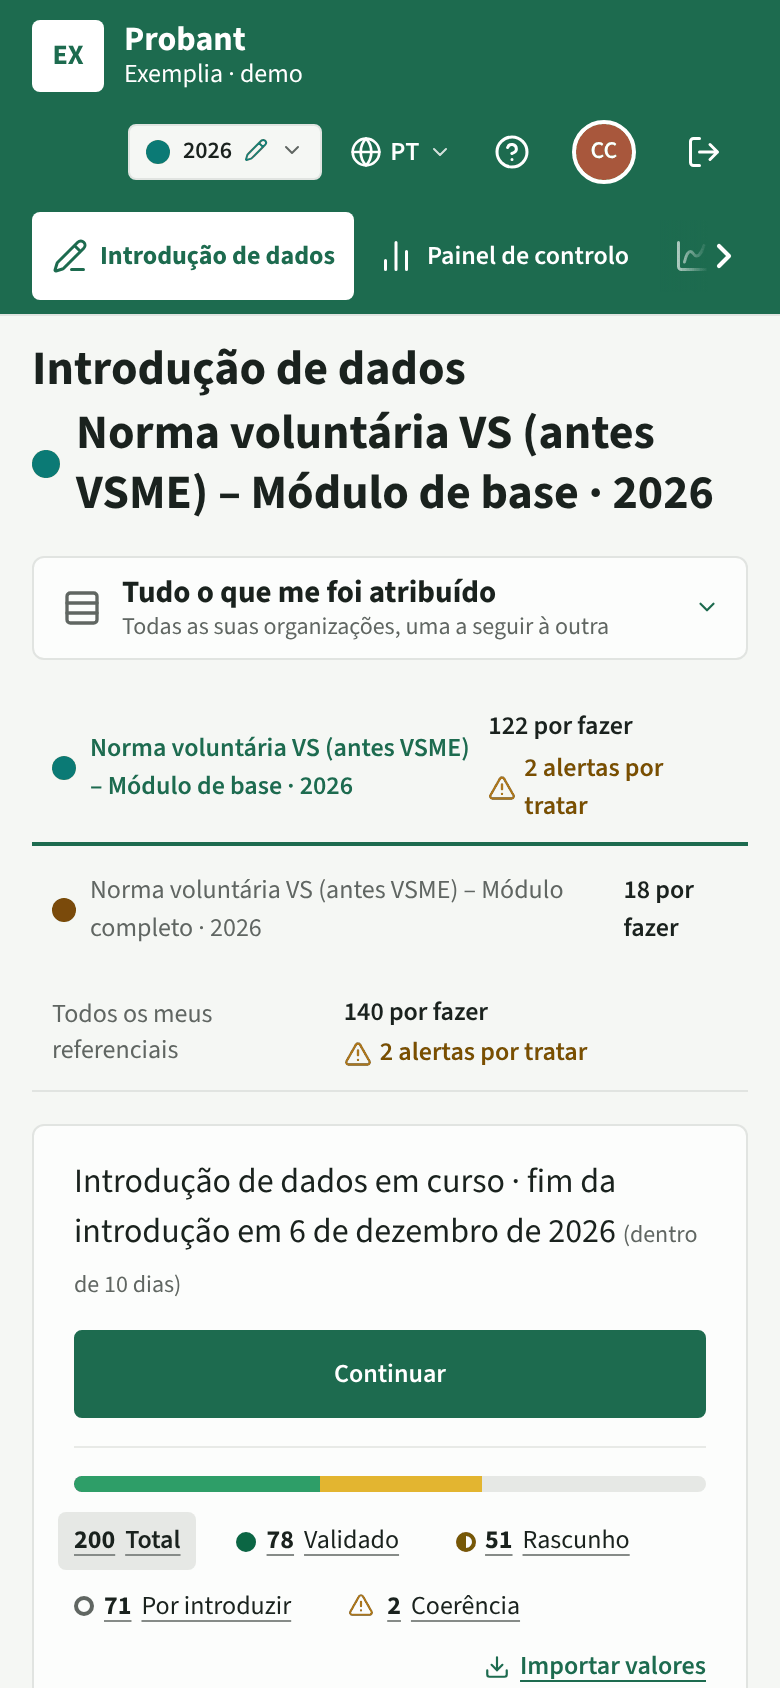 EX
Probant
Exemplia · demo
2026
PT
CC
Introdução de dados
Painel de controlo
Introdução de dados
Norma voluntária VS (antes
VSME) – Módulo de base · 2026
Tudo o que me foi atribuído
Todas as suas organizações, uma a seguir à outra
Norma voluntária VS (antes VSME)
– Módulo de base · 2026
122 por fazer
2 alertas por
tratar
Norma voluntária VS (antes VSME) – Módulo
completo · 2026
18 por
fazer
Todos os meus
referenciais
140 por fazer
2 alertas por tratar
Introdução de dados em curso · fim da
introdução em 6 de dezembro de 2026 (dentro
de 10 dias)
Continuar
200 Total
78 Validado
51 Rascunho
71 Por introduzir
2 Coerência
Importar valores